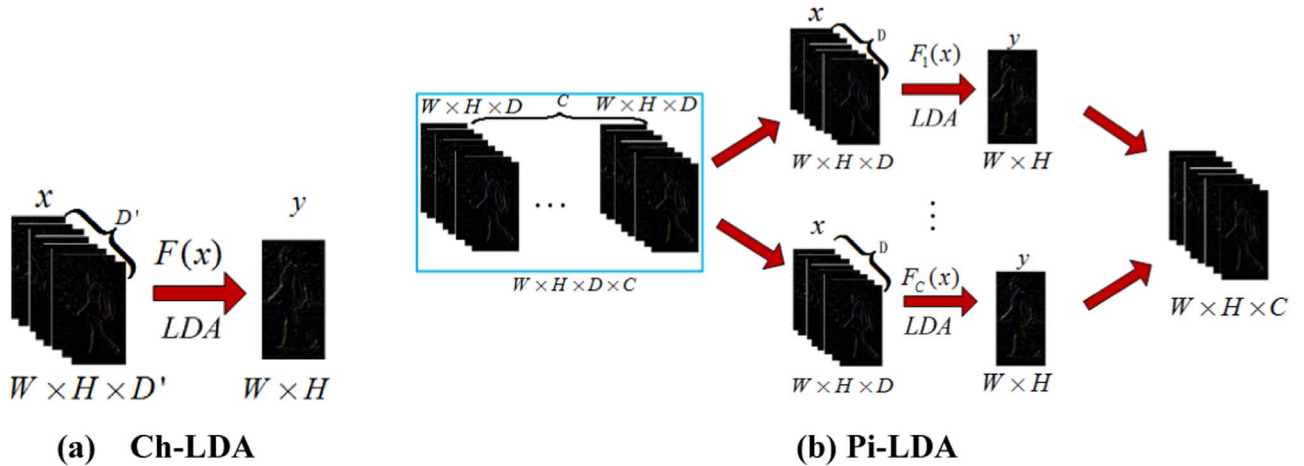 x
D'
F(x)
LDA
W × H × D'
y
W × H
(a) Ch-LDA
W × H × D
C
W × H × D
...
W × H × D × C
x
D
F₁(x)
LDA
W × H × D
y
W × H
⋮
x
D
F_C(x)
LDA
W × H × D
y
W × H
W × H × C
(b) Pi-LDA